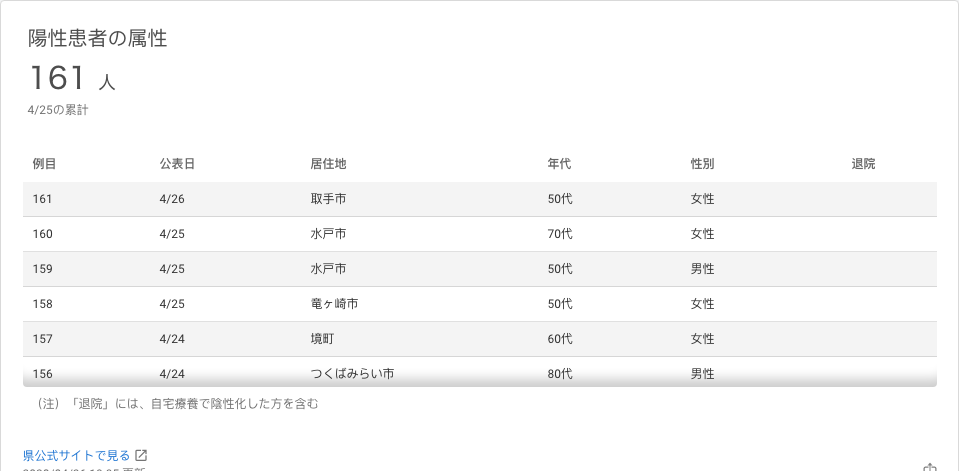 陽性患者の属性
161 人
4/25の累計
例目 公表日 居住地 年代 性別 退院
161 4/26 取手市 50代 女性
160 4/25 水戸市 70代 女性
159 4/25 水戸市 50代 男性
158 4/25 竜ヶ崎市 50代 女性
157 4/24 境町 60代 女性
156 4/24 つくばみらい市 80代 男性
（注）「退院」には、自宅療養で陰性化した方を含む
県公式サイトで見る